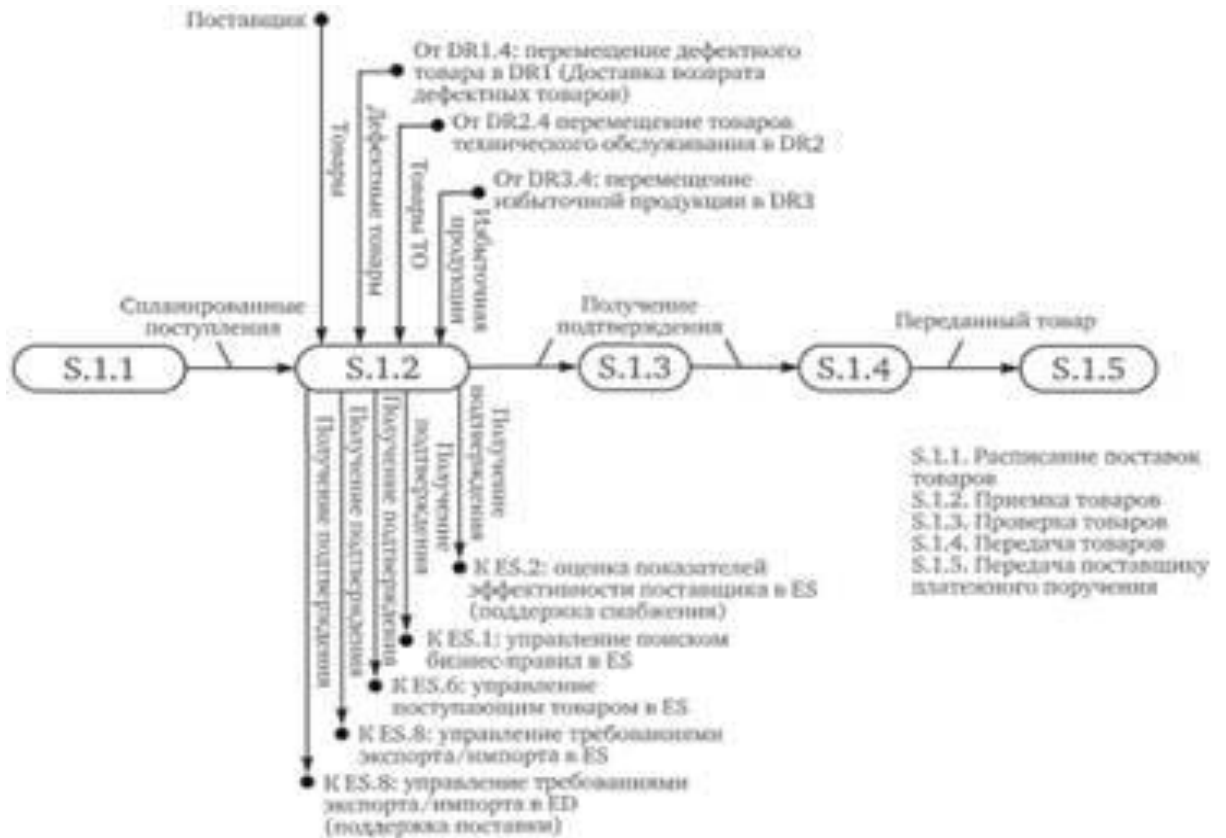 Поставщик
От DR1.4: перемещение дефектного
товара в DR1 (Доставка возврата
дефектных товаров)
От DR2.4 перемещение товаров
технического обслуживания в DR2
От DR3.4: перемещение
избыточной продукции в DR3
Товары
Дефектные товары
Товары ТО
Избыточная
продукция
Спланированные
поступления
Получение
подтверждения
Переданный товар
S.1.1
S.1.2
S.1.3
S.1.4
S.1.5
Получение подтверждения
Получение подтверждения
Получение подтверждения
Получение
подтверждения
Получение
подтверждения
S.1.1. Расписание поставок
товаров
S.1.2. Приемка товаров
S.1.3. Проверка товаров
S.1.4. Передача товаров
S.1.5. Передача поставщику
платежного поручения
К ES.2: оценка показателей
эффективности поставщика в ES
(поддержка снабжения)
К ES.1: управление поиском
бизнес-правил в ES
К ES.6: управление
поступающим товаром в ES
К ES.8: управление требованиями
экспорта/импорта в ES
К ES.8: управление требованиями
экспорта/импорта в ED
(поддержка поставки)